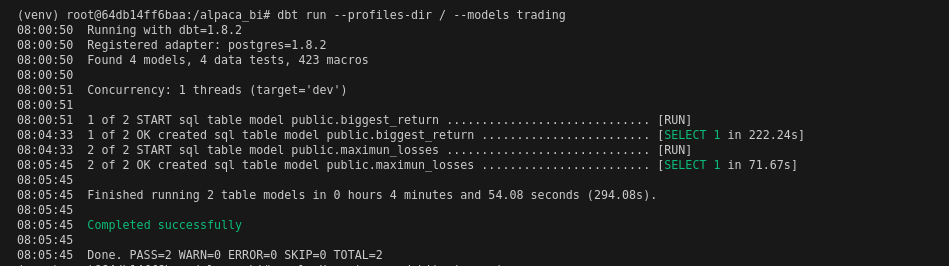 (venv) root@64db14ff6baa:/alpaca_bi# dbt run --profiles-dir / --models trading
08:00:50  Running with dbt=1.8.2
08:00:50  Registered adapter: postgres=1.8.2
08:00:50  Found 4 models, 4 data tests, 423 macros
08:00:50
08:00:51  Concurrency: 1 threads (target='dev')
08:00:51
08:00:51  1 of 2 START sql table model public.biggest_return ............................. [RUN]
08:04:33  1 of 2 OK created sql table model public.biggest_return ........................ [SELECT 1 in 222.24s]
08:04:33  2 of 2 START sql table model public.maximun_losses ............................. [RUN]
08:05:45  2 of 2 OK created sql table model public.maximun_losses ........................ [SELECT 1 in 71.67s]
08:05:45
08:05:45  Finished running 2 table models in 0 hours 4 minutes and 54.08 seconds (294.08s).
08:05:45
08:05:45  Completed successfully
08:05:45
08:05:45  Done. PASS=2 WARN=0 ERROR=0 SKIP=0 TOTAL=2